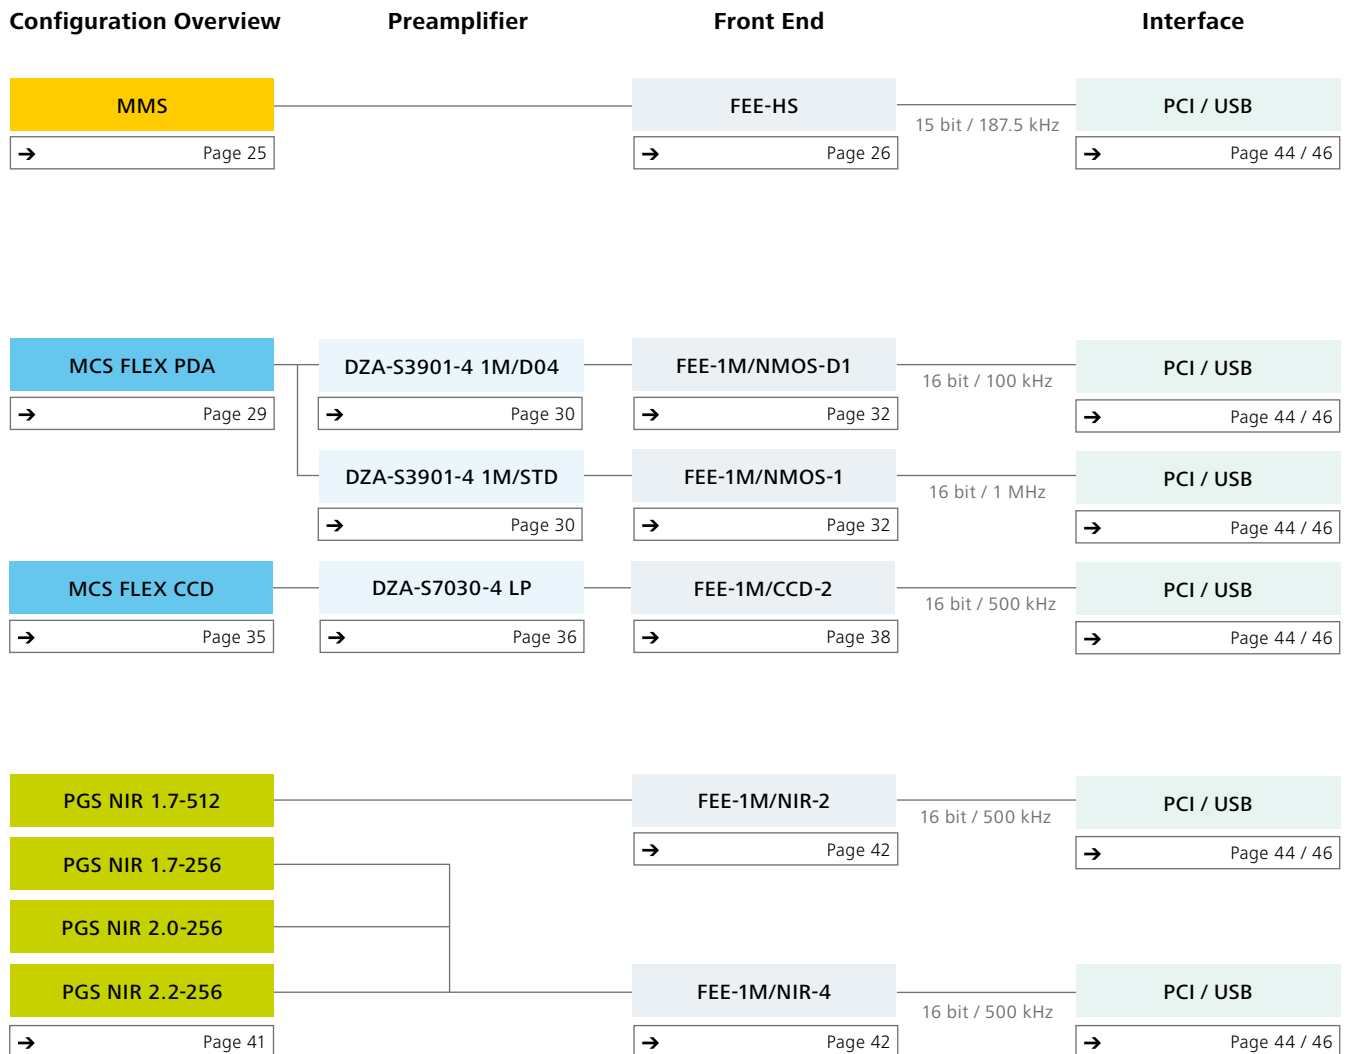 Configuration Overview Preamplifier Front End Interface
MMS FEE-HS PCI / USB
15 bit / 187.5 kHz
➔ Page 25 ➔ Page 26 ➔ Page 44 / 46
MCS FLEX PDA DZA-S3901-4 1M/D04 FEE-1M/NMOS-D1 PCI / USB
16 bit / 100 kHz
➔ Page 29 ➔ Page 30 ➔ Page 32 ➔ Page 44 / 46
DZA-S3901-4 1M/STD FEE-1M/NMOS-1 PCI / USB
16 bit / 1 MHz
➔ Page 30 ➔ Page 32 ➔ Page 44 / 46
MCS FLEX CCD DZA-S7030-4 LP FEE-1M/CCD-2 PCI / USB
16 bit / 500 kHz
➔ Page 35 ➔ Page 36 ➔ Page 38 ➔ Page 44 / 46
PGS NIR 1.7-512 FEE-1M/NIR-2 PCI / USB
16 bit / 500 kHz
➔ Page 42 ➔ Page 44 / 46
PGS NIR 1.7-256
PGS NIR 2.0-256
PGS NIR 2.2-256 FEE-1M/NIR-4 PCI / USB
16 bit / 500 kHz
➔ Page 41 ➔ Page 42 ➔ Page 44 / 46